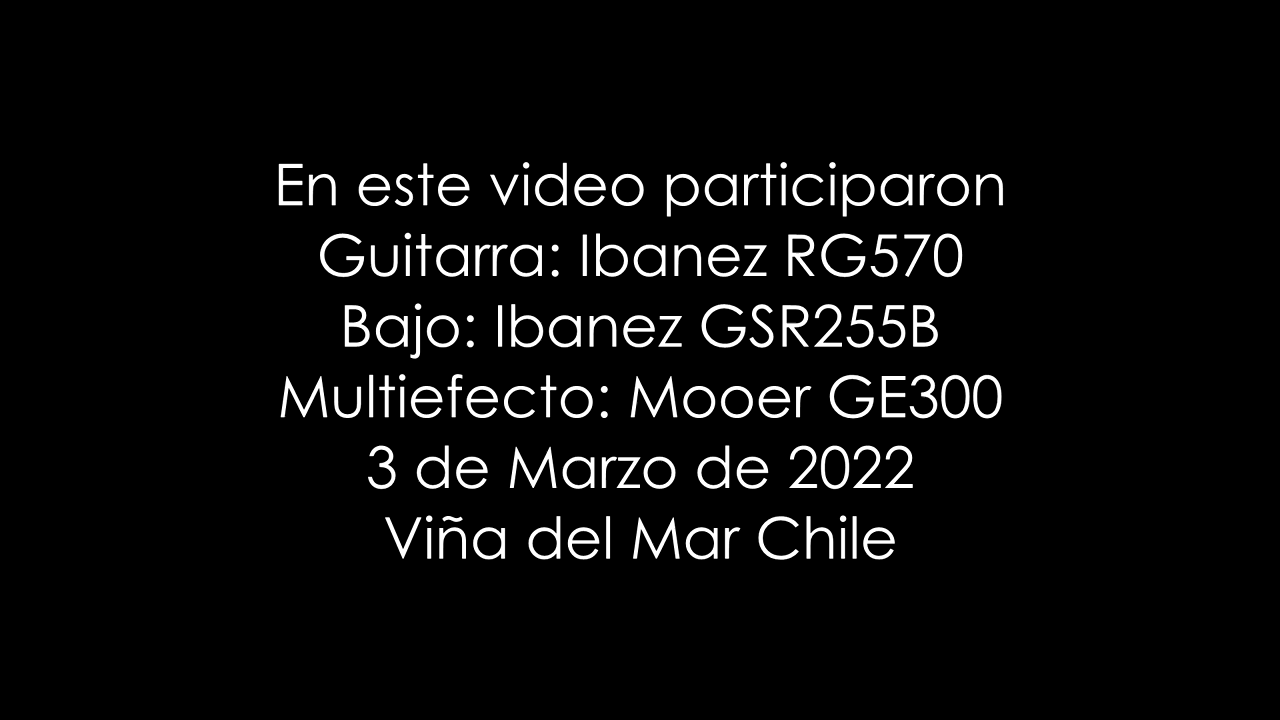 En este video participaron
Guitarra: Ibanez RG570
Bajo: Ibanez GSR255B
Multiefecto: Mooer GE300
3 de Marzo de 2022
Viña del Mar Chile